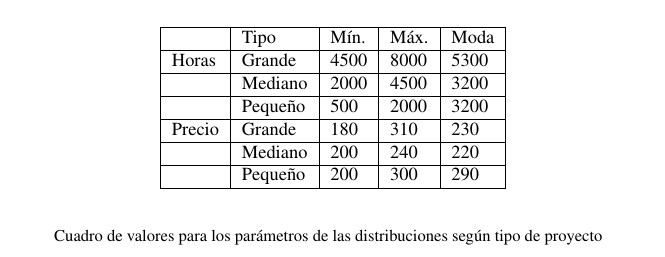 Tipo Mín. Máx. Moda
Horas Grande 4500 8000 5300
Mediano 2000 4500 3200
Pequeño 500 2000 3200
Precio Grande 180 310 230
Mediano 200 240 220
Pequeño 200 300 290
Cuadro de valores para los parámetros de las distribuciones según tipo de proyecto